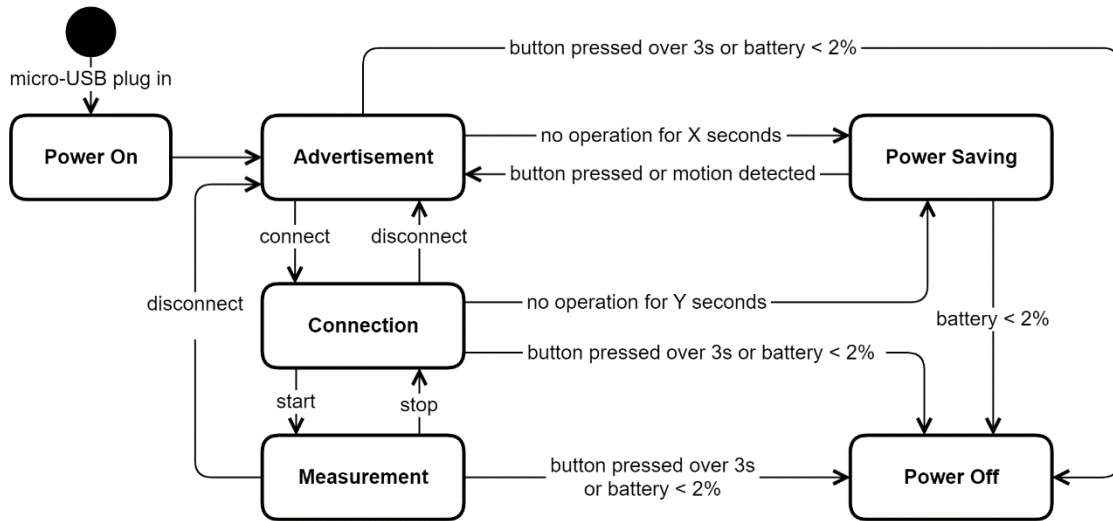 button pressed over 3s or battery < 2%
micro-USB plug in
Power On
Advertisement
no operation for X seconds
button pressed or motion detected
Power Saving
connect
disconnect
disconnect
Connection
no operation for Y seconds
battery < 2%
button pressed over 3s or battery < 2%
start
stop
Measurement
button pressed over 3s
or battery < 2%
Power Off